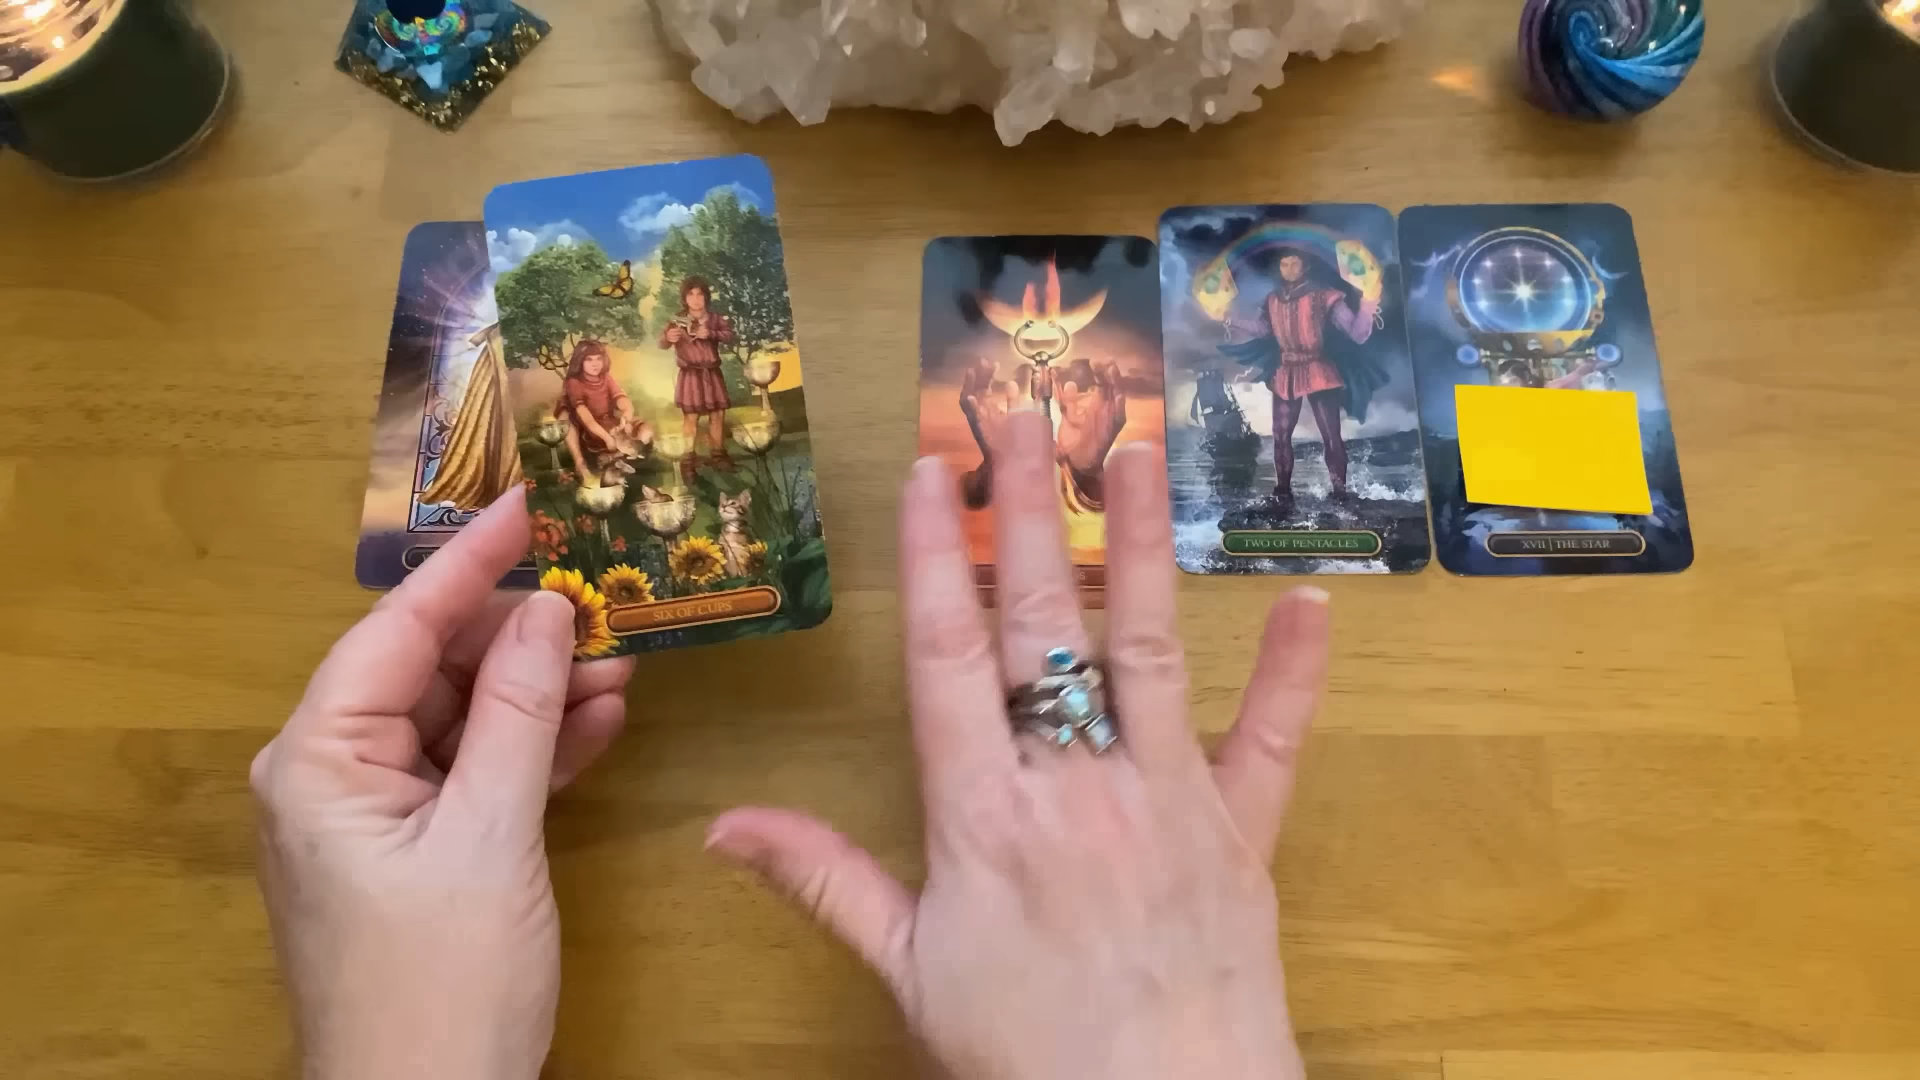 SIX OF CUPS
TWO OF PENTACLES
XVII | THE STAR